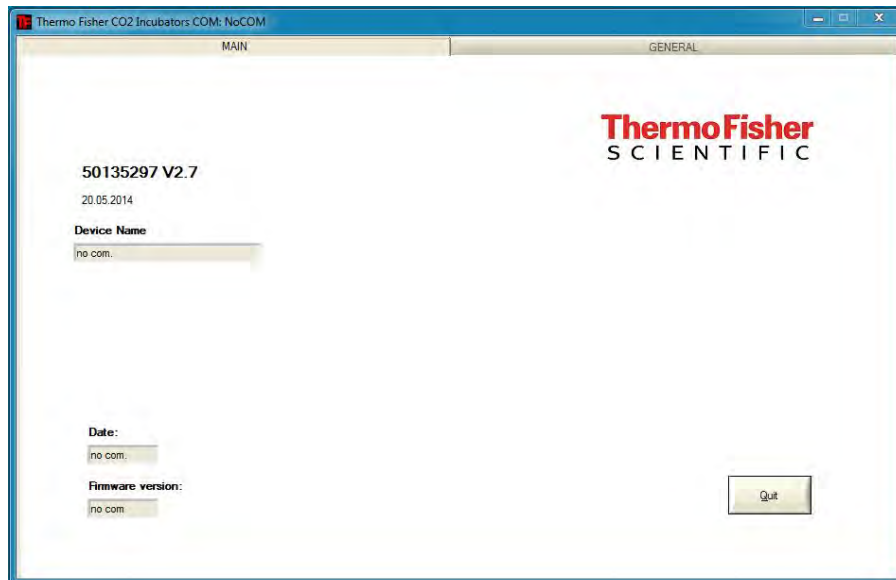 Thermo Fisher CO2 Incubators COM: NoCOM
MAIN
GENERAL
ThermoFisher
SCIENTIFIC
50135297 V2.7
20.05.2014
Device Name
no com.
Date:
no com.
Firmware version:
no com
Quit